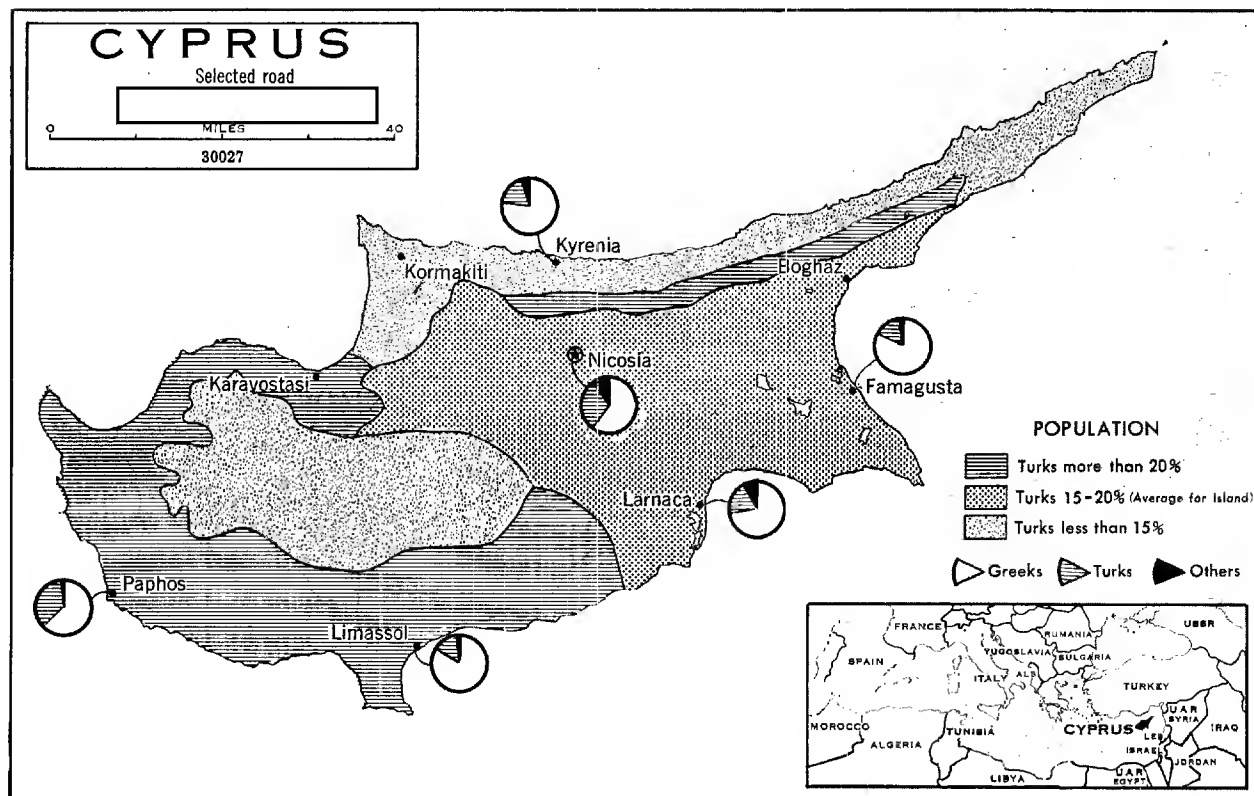 CYPRUS
Selected road
0 MILES 40
30027
Kyrenia
Kormakiti
Eloghaz
Nicosia
Karavostasi
Famagusta
Larnaca
Paphos
Limassol
POPULATION
Turks more than 20%
Turks 15-20% (Average for Island)
Turks less than 15%
Greeks Turks Others
FRANCE
RUMANIA
USSR
YUGOSLAVIA
BULGARIA
SPAIN
ITALY
ALB
TURKEY
MOROCCO
ALGERIA
TUNISIA
CYPRUS
UAR
SYRIA
LEB
IRAQ
ISRAEL
JORDAN
LIBYA
UAR
EGYPT